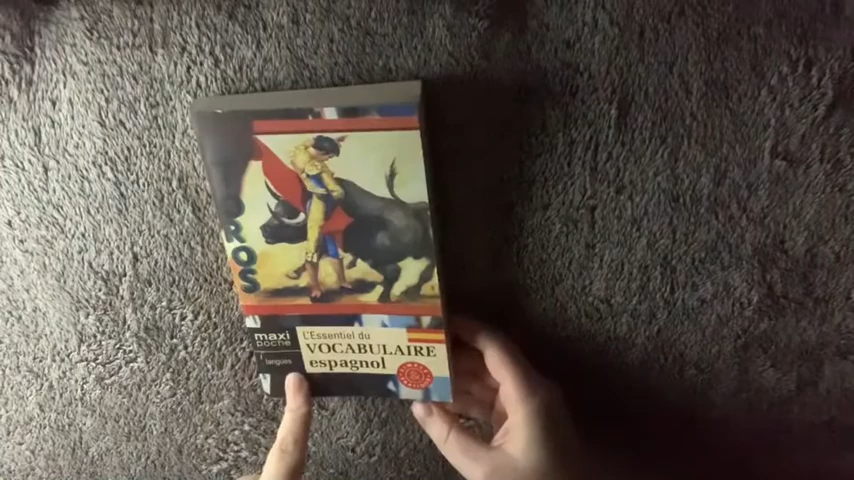 ROS
maxi
poche
langues
L'Essentiel du
VOCABULAIRE
espagnol